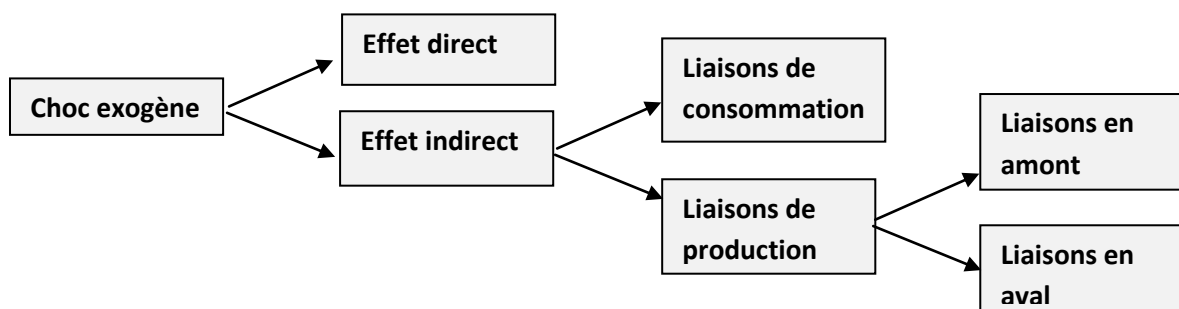 Effet direct
Choc exogène
Effet indirect
Liaisons de
consommation
Liaisons de
production
Liaisons en
amont
Liaisons en
aval